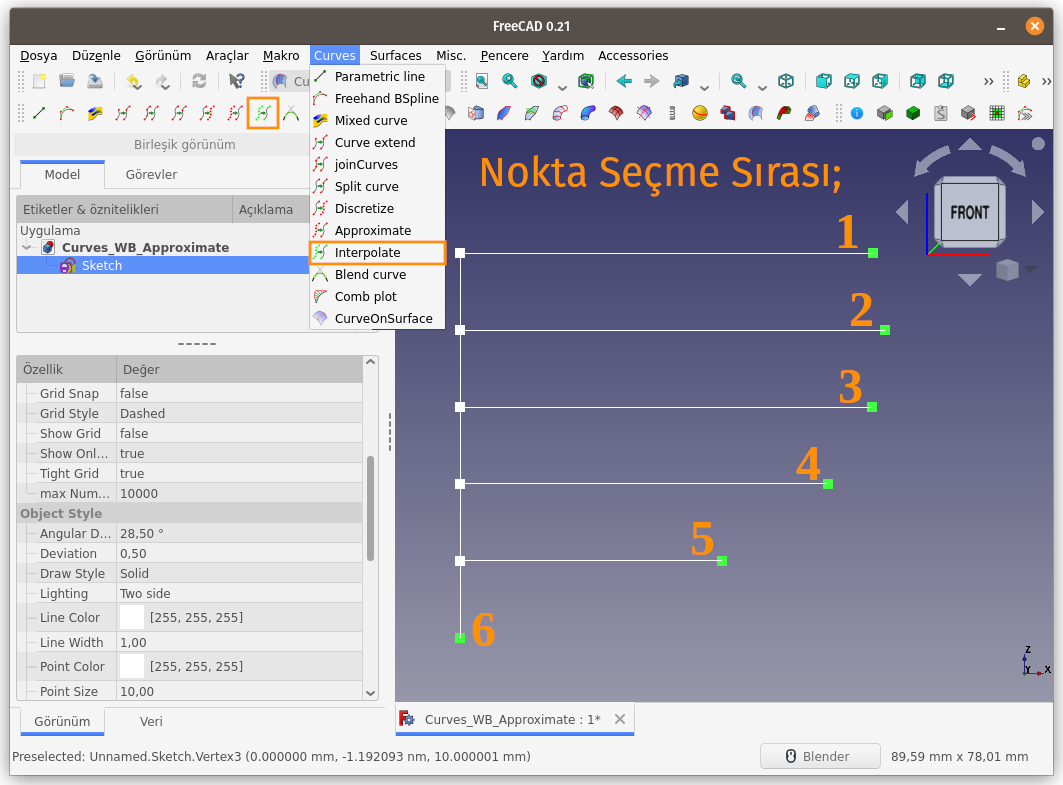 FreeCAD 0.21
Dosya Düzenle Görünüm Araçlar Makro Curves Surfaces Misc. Pencere Yardım Accessories
Cu
Parametric line
Freehand BSpline
Mixed curve
Curve extend
joinCurves
Split curve
Discretize
Approximate
Interpolate
Blend curve
Comb plot
CurveOnSurface
Birleşik görünüm
Model Görevler
Etiketler & öznitelikleri Açıklama
Uygulama
Curves_WB_Approximate
Sketch
Özellik Değer
Grid Snap false
Grid Style Dashed
Show Grid false
Show Onl... true
Tight Grid true
max Num... 10000
Object Style
Angular D... 28,50 °
Deviation 0,50
Draw Style Solid
Lighting Two side
Line Color [255, 255, 255]
Line Width 1,00
Point Color [255, 255, 255]
Point Size 10,00
Görünüm Veri
Nokta Seçme Sırası;
FRONT
1
2
3
4
5
6
Z
Y X
Curves_WB_Approximate : 1*
Preselected: Unnamed.Sketch.Vertex3 (0.000000 mm, -1.192093 nm, 10.000001 mm)
Blender 89,59 mm x 78,01 mm